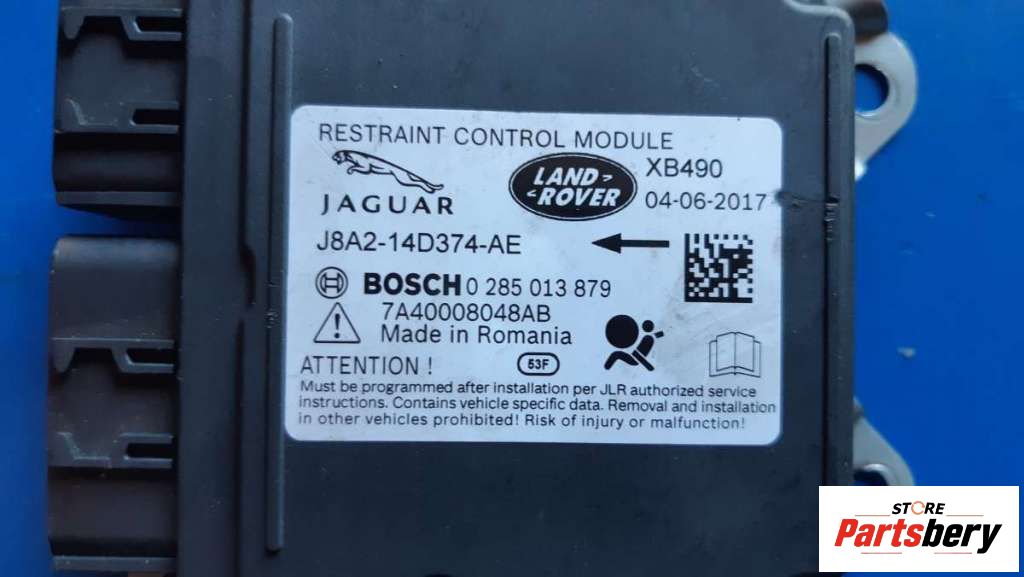 RESTRAINT CONTROL MODULE
JAGUAR
LAND ROVER
XB490
04-06-2017
J8A2-14D374-AE
BOSCH 0 285 013 879
7A40008048AB
Made in Romania
ATTENTION !
53F
Must be programmed after installation per JLR authorized service
instructions. Contains vehicle specific data. Removal and installation
in other vehicles prohibited! Risk of injury or malfunction!
STORE
Partsbery